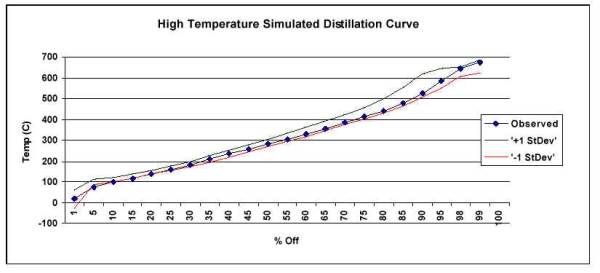 High Temperature Simulated Distillation Curve
Temp (C)
700
600
500
400
300
200
100
0
-100
1 5 10 15 20 25 30 35 40 45 50 55 60 65 70 75 80 85 90 95 98 99 100
% Off
Observed
'+1 StDev'
'-1 StDev'